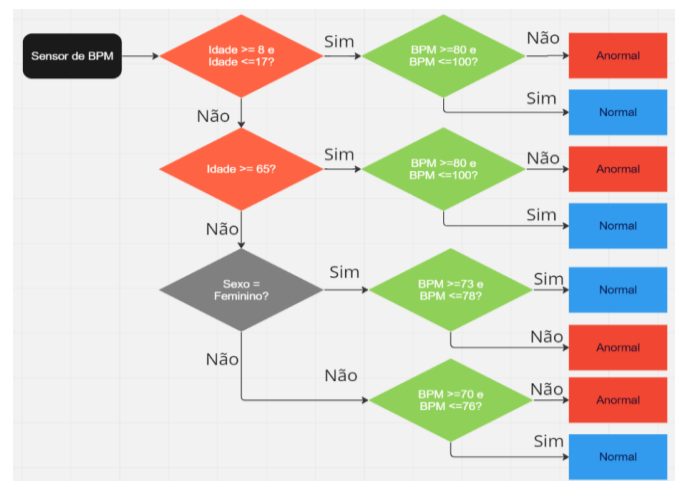 Sensor de BPM
Idade >= 8 e
Idade <=17?
Sim
BPM >=80 e
BPM <=100?
Não
Anormal
Sim
Normal
Não
Idade >= 65?
Sim
BPM >=80 e
BPM <=100?
Não
Anormal
Sim
Normal
Não
Sexo =
Feminino?
Sim
BPM >=73 e
BPM <=78?
Sim
Normal
Não
Anormal
Não
Não
BPM >=70 e
BPM <=76?
Não
Anormal
Sim
Normal